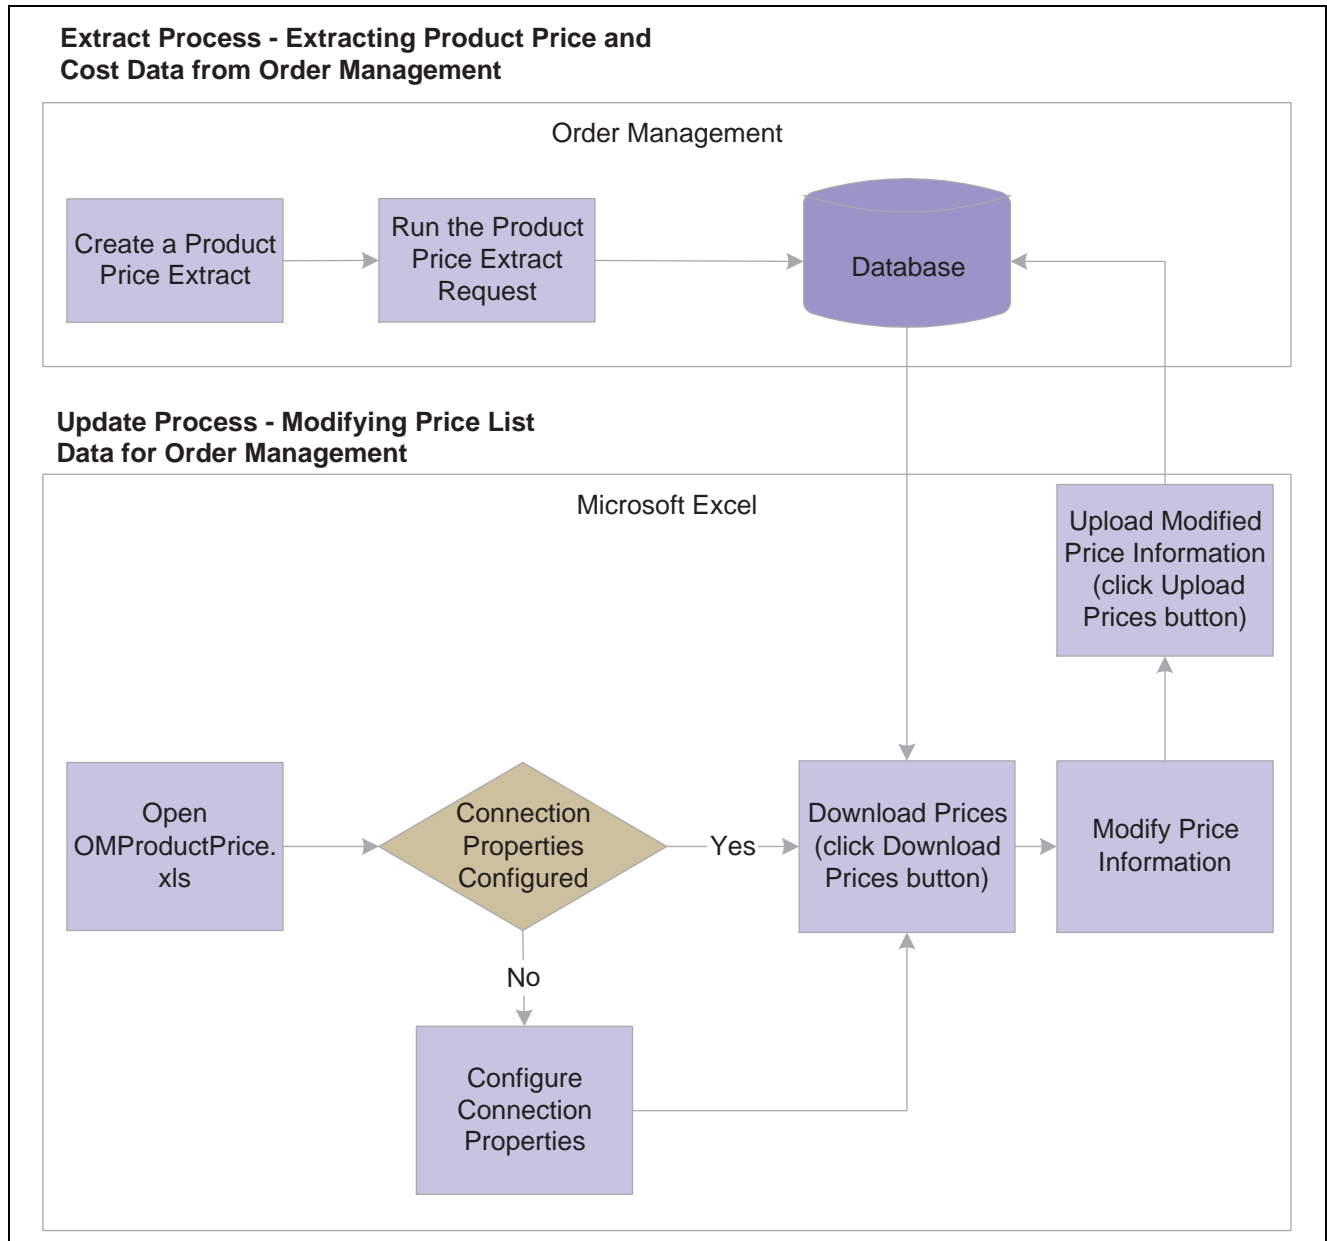 Extract Process - Extracting Product Price and
Cost Data from Order Management
Order Management
Create a Product
Price Extract
Run the Product
Price Extract
Request
Database
Update Process - Modifying Price List
Data for Order Management
Microsoft Excel
Upload Modified
Price Information
(click Upload
Prices button)
Open
OMProductPrice.
xls
Connection
Properties
Configured
Yes
Download Prices
(click Download
Prices button)
Modify Price
Information
No
Configure
Connection
Properties